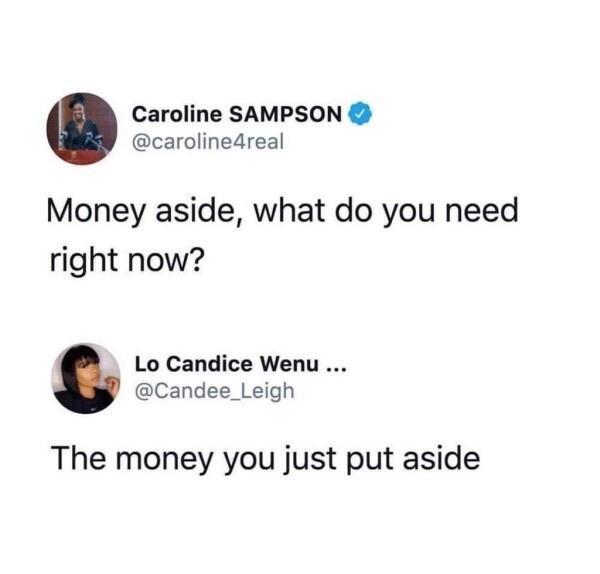 Caroline SAMPSON
@caroline4real
Money aside, what do you need
right now?
Lo Candice Wenu ...
@Candee_Leigh
The money you just put aside